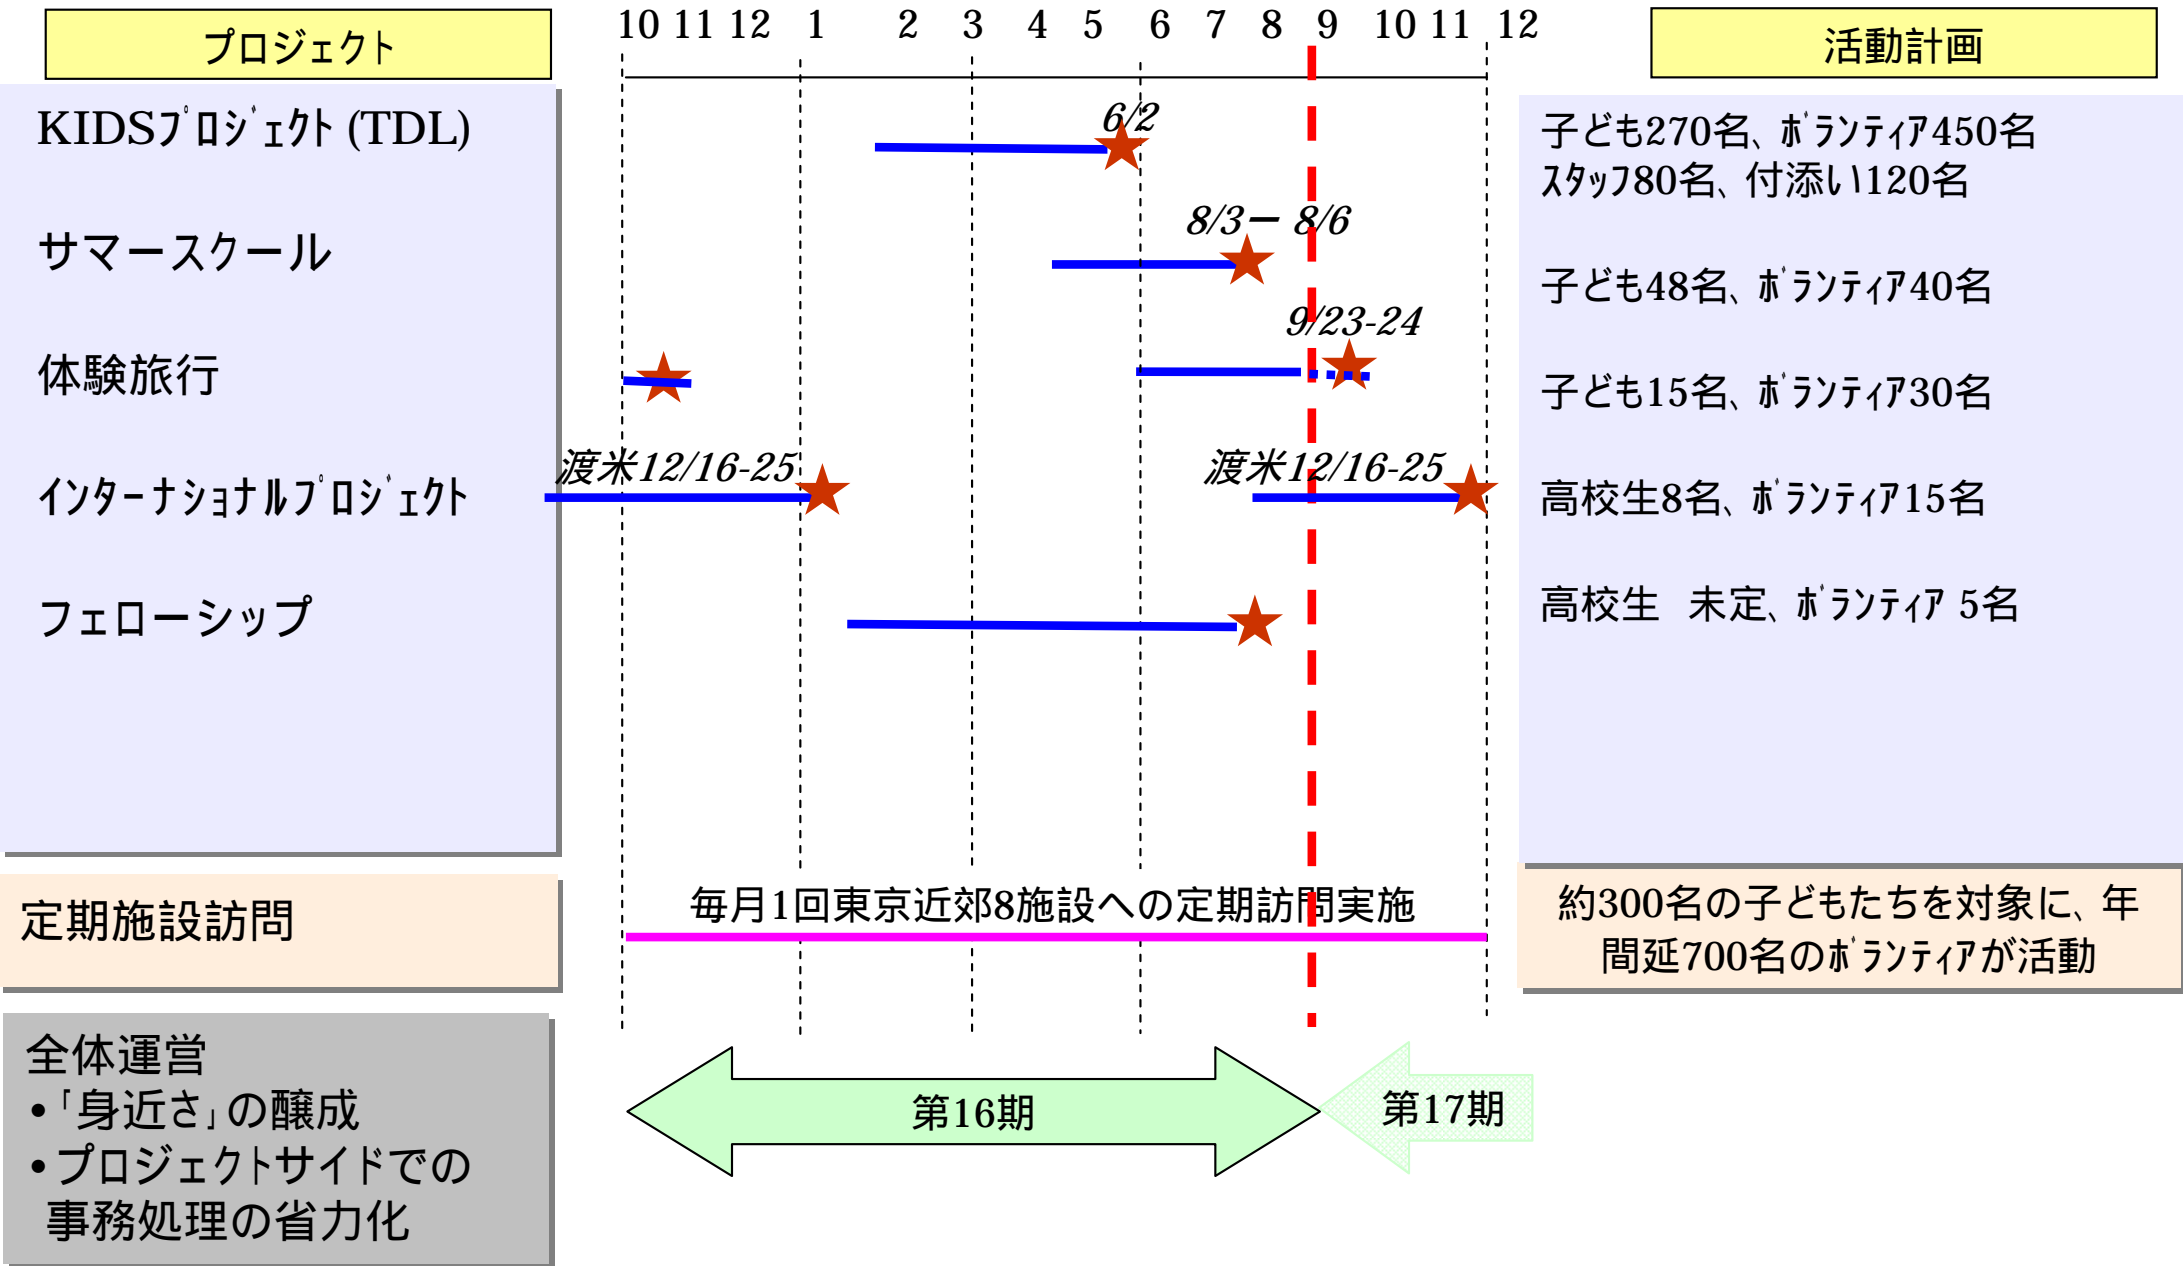 プロジェクト
10 11 12 1 2 3 4 5 6 7 8 9 10 11 12
活動計画
KIDSﾌﾟﾛｼﾞｪｸﾄ (TDL)
6/2
子ども270名、ﾎﾞﾗﾝﾃｨｱ450名
ｽﾀｯﾌ80名、付添い120名
サマースクール
8/3ー 8/6
子ども48名、ﾎﾞﾗﾝﾃｨｱ40名
体験旅行
9/23-24
子ども15名、ﾎﾞﾗﾝﾃｨｱ30名
ｲﾝﾀｰﾅｼｮﾅﾙﾌﾟﾛｼﾞｪｸﾄ
渡米12/16-25
渡米12/16-25
高校生8名、ﾎﾞﾗﾝﾃｨｱ15名
フェローシップ
高校生　未定、ﾎﾞﾗﾝﾃｨｱ 5名
定期施設訪問
毎月1回東京近郊8施設への定期訪問実施
約300名の子どもたちを対象に、年
間延700名のﾎﾞﾗﾝﾃｨｱが活動
全体運営
•「身近さ」の醸成
•プロジェクトサイドでの
事務処理の省力化
第16期
第17期